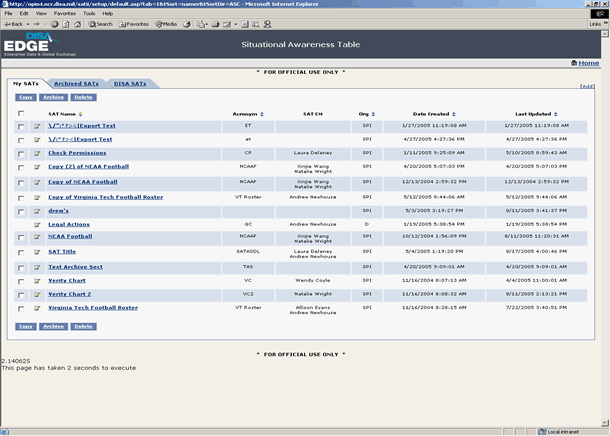 http://opio4.ncr.disa.mil/satii/setup/default.asp?tab=1&tSort=name&tSortDir=ASC - Microsoft Internet Explorer
File Edit View Favorites Tools Help
Back Search Favorites Media Links »
DISA
EDGE
Enterprise Data & Global Exchange
Situational Awareness Table
Home
* FOR OFFICIAL USE ONLY *
My SATs Archived SATs DISA SATs
[Add]
Copy Archive Delete
SAT Name Acronym SAT EM Org Date Created Last Updated
Export Test ET SPI 1/27/2005 11:19:08 AM 1/27/2005 11:19:08 AM
Export Test et SPI 4/27/2005 4:27:36 PM 4/27/2005 4:27:36 PM
Check Permissions CP Laura Delaney SPI 1/11/2005 9:25:09 AM 5/10/2005 8:59:43 AM
Copy (2) of NCAA Football NCAAF Xinjie Wang SPI 4/20/2005 5:07:03 PM 4/20/2005 5:07:03 PM
Natalie Wright
Copy of NCAA Football NCAAF Xinjie Wang SPI 12/13/2004 2:59:32 PM 12/13/2004 2:59:32 PM
Natalie Wright
Copy of Virginia Tech Football Roster VT Roster Andrew Newhouse SPI 5/12/2005 9:44:06 AM 5/12/2005 9:44:06 AM
drew's SPI 5/3/2005 3:19:27 PM 8/11/2005 3:41:37 PM
Legal Actions GC Andrew Newhouse D 1/19/2005 5:38:54 PM 1/19/2005 5:38:54 PM
NCAA Football NCAAF Xinjie Wang SPI 10/12/2004 1:56:09 PM 8/11/2005 11:20:31 AM
Natalie Wright
SAT Title SATASDL Laura Delaney SPI 5/4/2005 1:19:20 PM 8/17/2005 4:00:46 PM
Andrew Newhouse
Test Archive Sect TAS SPI 4/20/2005 9:09:01 AM 4/20/2005 9:09:01 AM
Verity Chart VC Wendy Coyle SPI 11/16/2004 8:07:13 AM 4/4/2005 11:00:01 AM
Verity Chart 2 VC2 Natalie Wright SPI 11/16/2004 8:08:32 AM 8/11/2005 2:13:21 PM
Virginia Tech Football Roster VT Roster Allison Evans SPI 11/16/2004 8:28:15 AM 7/22/2005 3:40:51 PM
Andrew Newhouse
Copy Archive Delete
* FOR OFFICIAL USE ONLY *
2.140625
This page has taken 2 seconds to execute
Local intranet